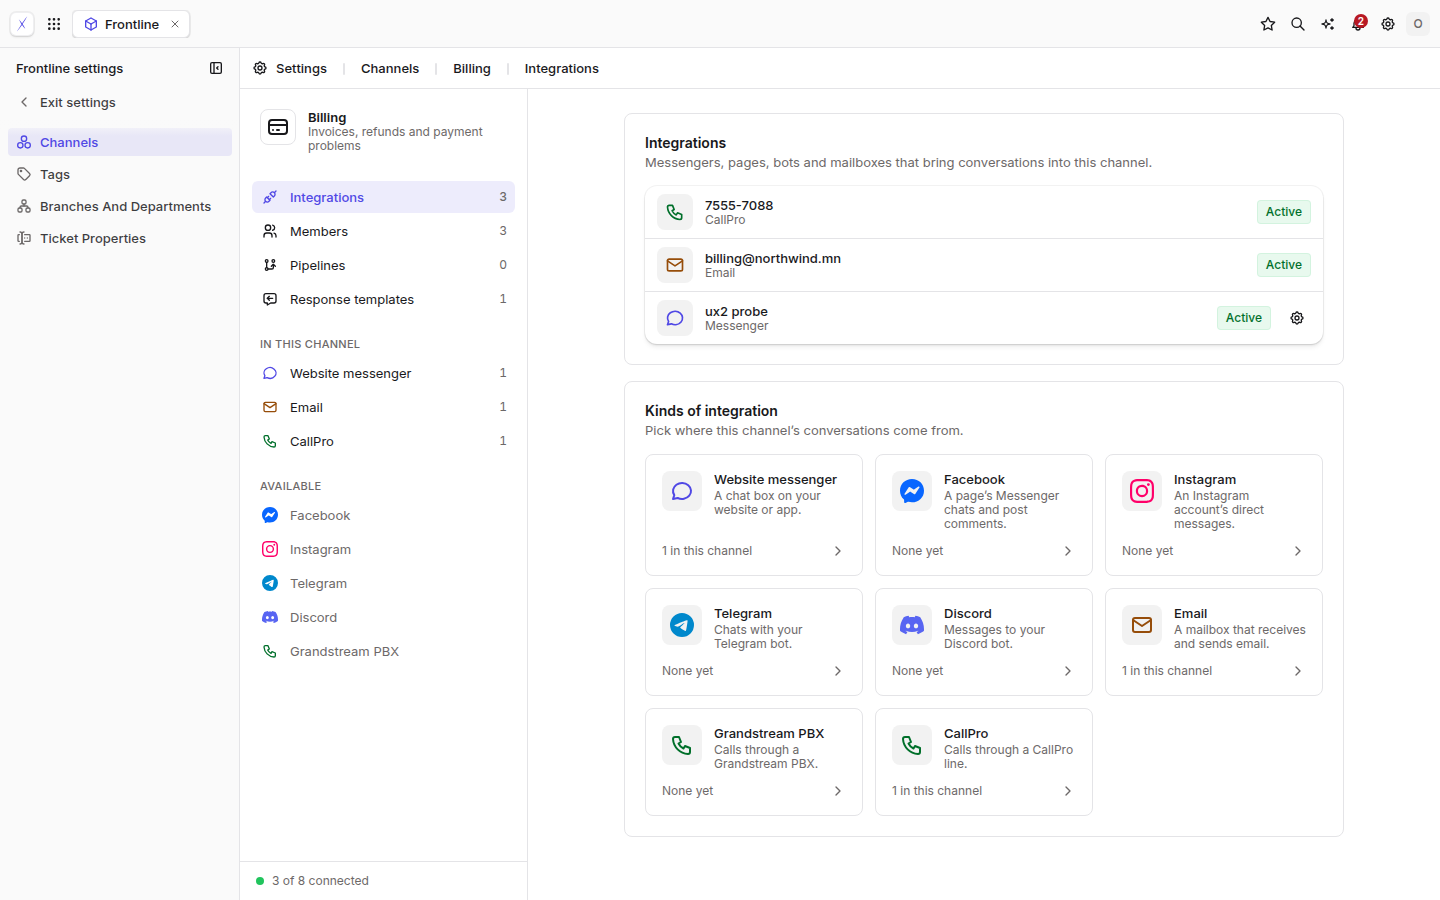 Frontline
2
O
Frontline settings
Exit settings
Channels
Tags
Branches And Departments
Ticket Properties
Settings
Channels
Billing
Integrations
Billing
Invoices, refunds and payment
problems
Integrations 3
Members 3
Pipelines 0
Response templates 1
IN THIS CHANNEL
Website messenger 1
Email 1
CallPro 1
AVAILABLE
Facebook
Instagram
Telegram
Discord
Grandstream PBX
3 of 8 connected
Integrations
Messengers, pages, bots and mailboxes that bring conversations into this channel.
7555-7088
CallPro
Active
billing@northwind.mn
Email
Active
ux2 probe
Messenger
Active
Kinds of integration
Pick where this channel's conversations come from.
Website messenger
A chat box on your
website or app.
1 in this channel
Facebook
A page's Messenger
chats and post
comments.
None yet
Instagram
An Instagram
account's direct
messages.
None yet
Telegram
Chats with your
Telegram bot.
None yet
Discord
Messages to your
Discord bot.
None yet
Email
A mailbox that receives
and sends email.
1 in this channel
Grandstream PBX
Calls through a
Grandstream PBX.
None yet
CallPro
Calls through a CallPro
line.
1 in this channel